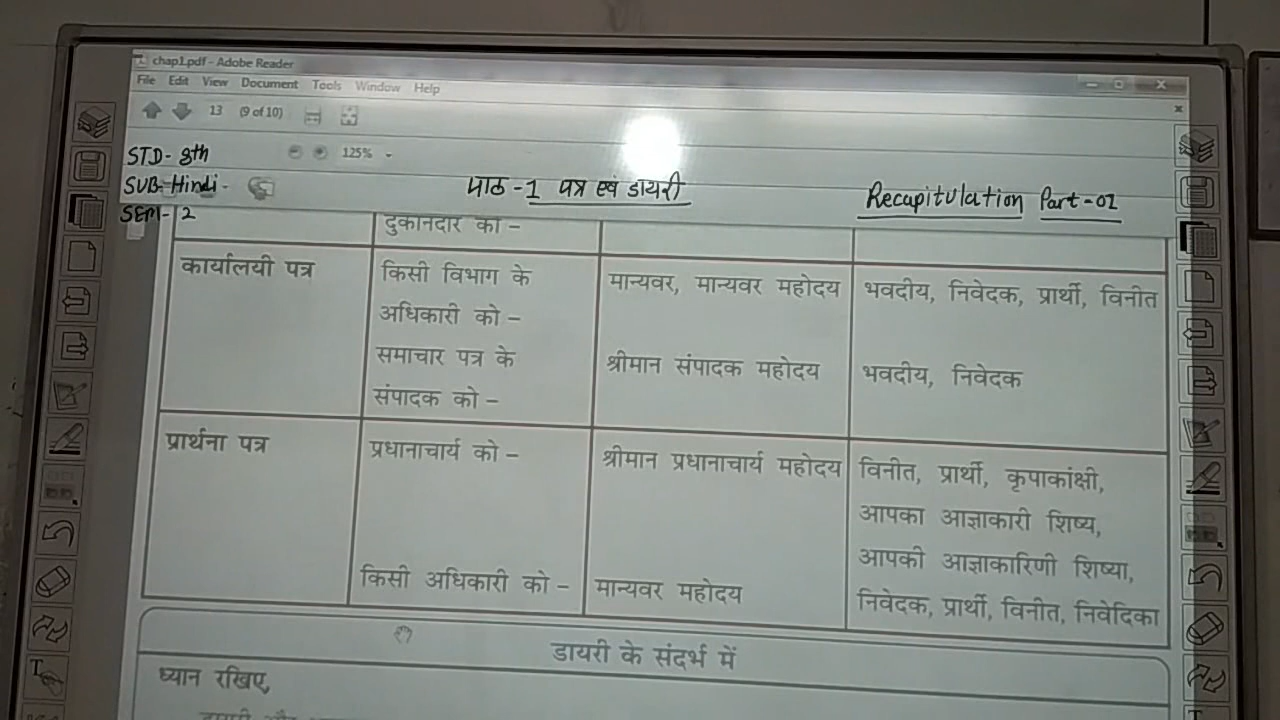 chap1.pdf - Adobe Reader
File Edit View Document Tools Window Help
13 (9 of 10)
125%
STD- 8th
SUB-Hindi-
SEM- 2
पाठ -1 पत्र एवं डायरी
Recapitulation Part-02
दुकानदार को –
कार्यालयी पत्र
किसी विभाग के
अधिकारी को –
मान्यवर, मान्यवर महोदय
भवदीय, निवेदक, प्रार्थी, विनीत
समाचार पत्र के
संपादक को –
श्रीमान संपादक महोदय
भवदीय, निवेदक
प्रार्थना पत्र
प्रधानाचार्य को –
श्रीमान प्रधानाचार्य महोदय
विनीत, प्रार्थी, कृपाकांक्षी,
आपका आज्ञाकारी शिष्य,
आपकी आज्ञाकारिणी शिष्या,
किसी अधिकारी को –
मान्यवर महोदय
निवेदक, प्रार्थी, विनीत, निवेदिका
डायरी के संदर्भ में
ध्यान रखिए,